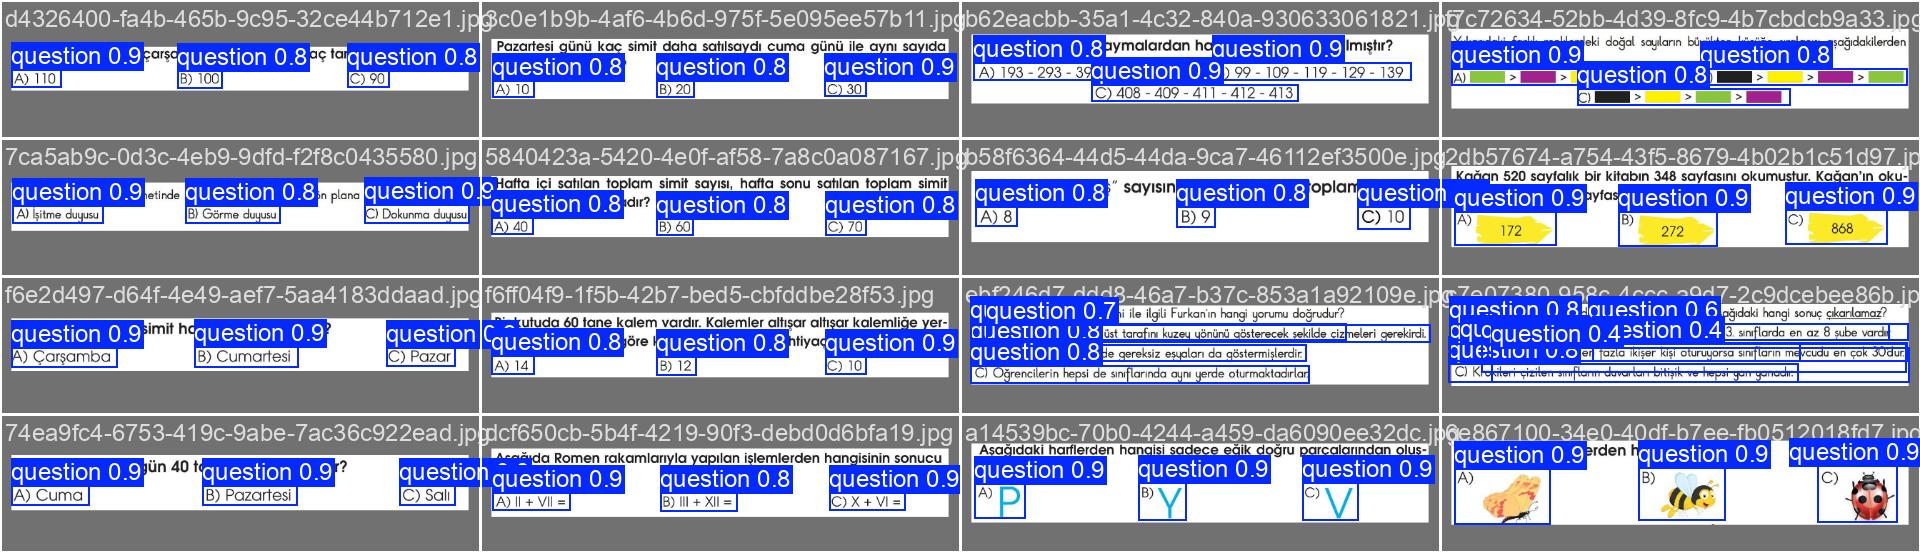 d4326400-fa4b-465b-9c95-32ce44b712e1.jpg
question 0.9 question 0.8 question 0.8
A) 110 B) 100 C) 90
3c0e1b9b-4af6-4b6d-975f-5e095ee57b11.jpg
Pazartesi günü kaç simit daha satılsaydı cuma günü ile aynı sayıda
question 0.8 question 0.8 question 0.9
A) 10 B) 20 C) 30
b62eacbb-35a1-4c32-840a-930633061821.jpg
question 0.8 aymalardan question 0.9 lmıştır?
A) 193 - 293 - 39 question 0.9 99 - 109 - 119 - 129 - 139
C) 408 - 409 - 411 - 412 - 413
f7c72634-52bb-4d39-8fc9-4b7cbdcb9a33.jpg
doğal sayıların aşağıdakilerden
question 0.9 question 0.8
A) > > question 0.8 > > >
C) > > >
7ca5ab9c-0d3c-4eb9-9dfd-f2f8c0435580.jpg
question 0.9 netinde question 0.8 ön plana question 0.9
A) İşitme duyusu B) Görme duyusu C) Dokunma duyusu
5840423a-5420-4e0f-af58-7a8c0a087167.jpg
Hafta içi satılan toplam simit sayısı, hafta sonu satılan toplam simit
question 0.8 adır? question 0.8 question 0.8
A) 40 B) 60 C) 70
b58f6364-44d5-44da-9ca7-46112ef3500e.jpg
question 0.8 sayısın question 0.9 toplam question
A) 8 B) 9 C) 10
2db57674-a754-43f5-8679-4b02b1c51d97.jp
Kağan 520 sayfalık bir kitabın 348 sayfasını okumuştur. Kağan'ın oku-
question 0.9 ayfas question 0.9 question 0.9
A) 172 B) 272 C) 868
f6e2d497-d64f-4e49-aef7-5aa4183ddaad.jpg
question 0.9 simit question 0.9 ? question
A) Çarşamba B) Cumartesi C) Pazar
f6ff04f9-1f5b-42b7-bed5-cbfddbe28f53.jpg
kutuda 60 tane kalem vardır. Kalemler altışar altışar kalemliğe yer-
question 0.8 göre question 0.8 htiyaç question 0.9
A) 14 B) 12 C) 10
ebf246d7-ddd8-46a7-b37c-853a1a92109e.jpg
question 0.7 ni ile ilgili Furkan'ın hangi yorumu doğrudur?
question 0.8 üst tarafını kuzey yönünü gösterecek şekilde çizmeleri gerekirdi.
question 0.8 de gereksiz eşyaları da göstermişlerdir.
C) Öğrencilerin hepsi de sınıflarında aynı yerde oturmaktadırlar.
c7e07380-958c-4ccc-a9d7-2c9dcebee86b.jp
question 0.8 question 0.6 ağıdaki hangi sonuç çıkarılamaz?
question 0.4 estion 0.4 3. sınıflarda en az 8 şube vardır.
question 0.8 fazla ikişer kişi oturuyorsa sınıfların mevcudu en çok 30'dur.
C) Krokileri çizilen sınıfların duvarları bitişik ve hepsi yan yanadır.
74ea9fc4-6753-419c-9abe-7ac36c922ead.jpg
question 0.9 gün 40 question 0.9 r? question
A) Cuma B) Pazartesi C) Salı
dcf650cb-5b4f-4219-90f3-debd0d6bfa19.jpg
Aşağıda Romen rakamlarıyla yapılan işlemlerden hangisinin sonucu
question 0.9 question 0.8 question 0.9
A) II + VII = B) III + XII = C) X + VI =
a14539bc-70b0-4244-a459-da6090ee32dc.jpg
Aşağıdaki harflerden hangisi sadece eğik doğru parçalarından oluş-
question 0.9 question 0.9 question 0.9
A) P B) Y C) V
6e867100-34e0-40df-b7ee-fb0512018fd7.jpg
question 0.9 erden question 0.9 question 0.9
A) B) C)